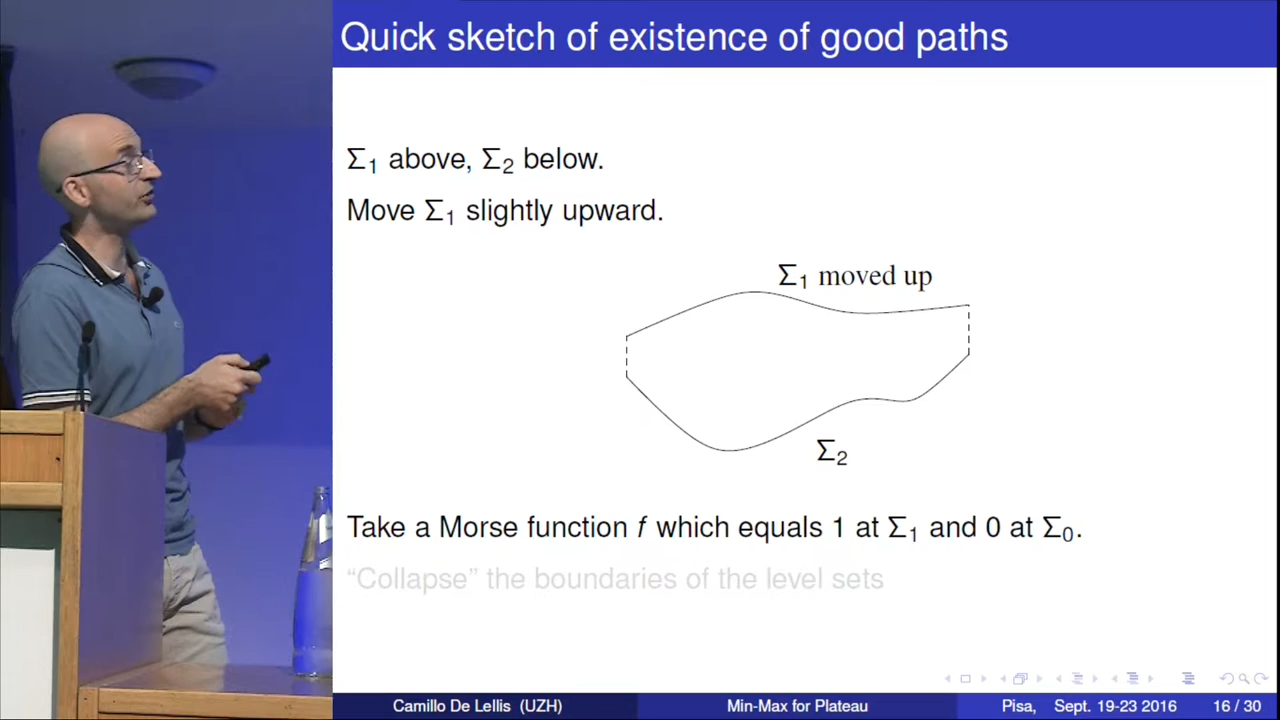 Quick sketch of existence of good paths
Σ₁ above, Σ₂ below.
Move Σ₁ slightly upward.
Σ₁ moved up
Σ₂
Take a Morse function f which equals 1 at Σ₁ and 0 at Σ₀.
“Collapse” the boundaries of the level sets
Camillo De Lellis (UZH) Min-Max for Plateau Pisa, Sept. 19-23 2016 16 / 30